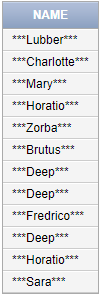 NAME
***Lubber***
***Charlotte***
***Mary***
***Horatio***
***Zorba***
***Brutus***
***Deep***
***Deep***
***Fredrico***
***Deep***
***Horatio***
***Sara***